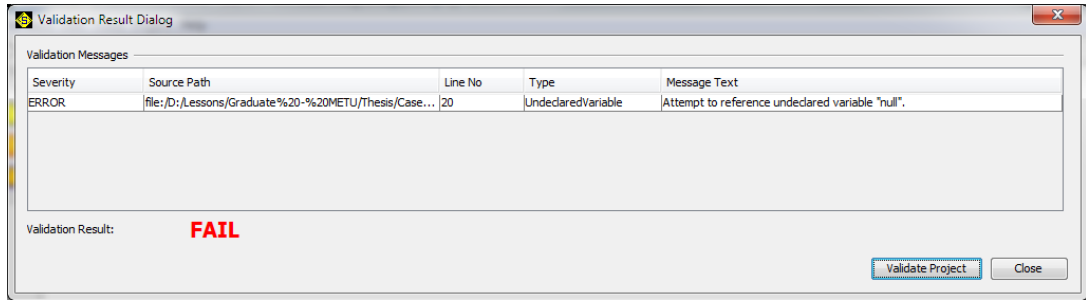 Validation Result Dialog
Validation Messages
Severity Source Path Line No Type Message Text
ERROR file:/D:/Lessons/Graduate%20-%20METU/Thesis/Case... 20 UndeclaredVariable Attempt to reference undeclared variable "null".
Validation Result: FAIL
Validate Project Close